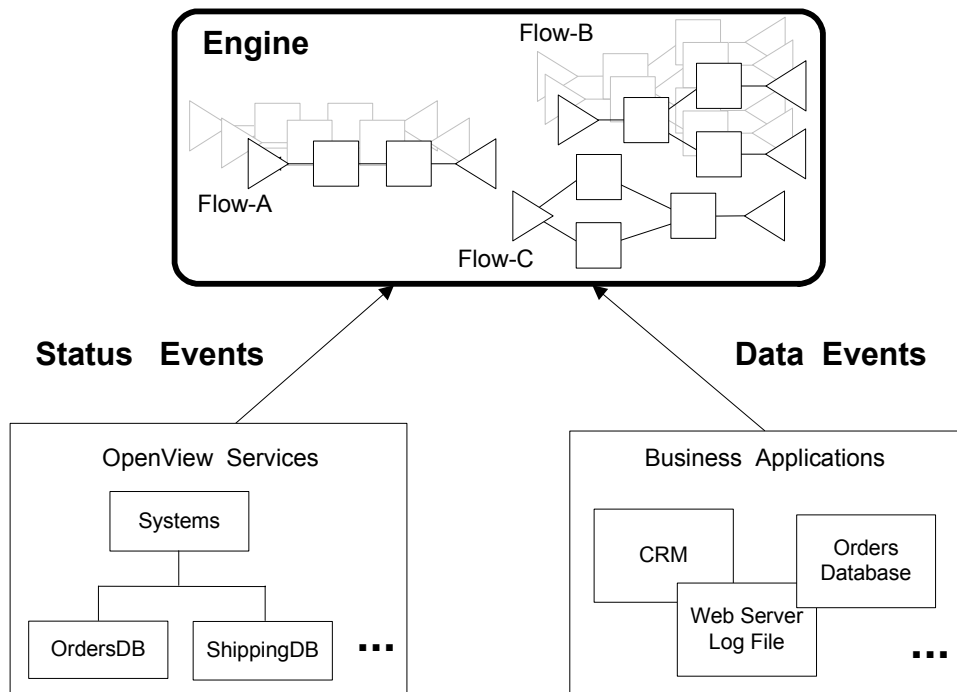 Engine
Flow-B
Flow-A
Flow-C
Status Events
Data Events
OpenView Services
Systems
OrdersDB
ShippingDB
...
Business Applications
CRM
Orders
Database
Web Server
Log File
...